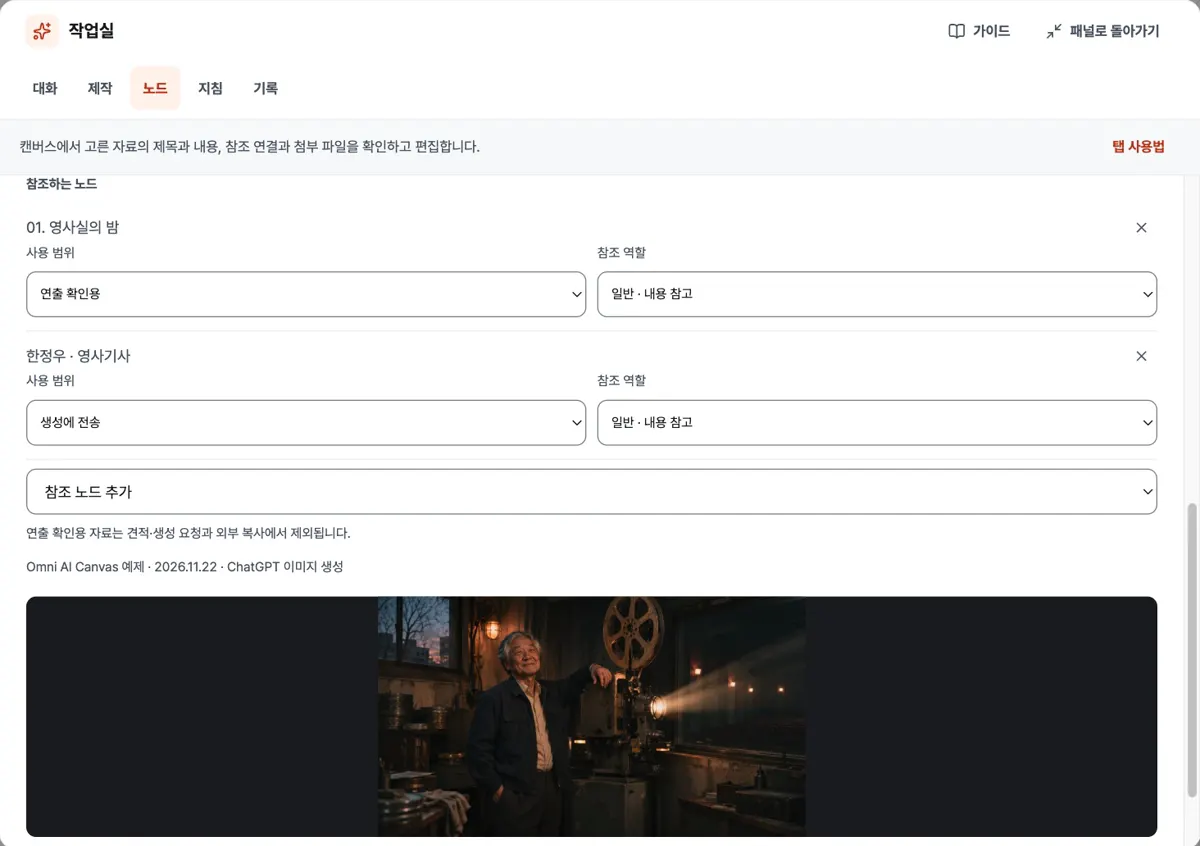 작업실
가이드
패널로 돌아가기
대화
제작
노드
지침
기록
캔버스에서 고른 자료의 제목과 내용, 참조 연결과 첨부 파일을 확인하고 편집합니다.
탭 사용법
참조하는 노드
01. 영사실의 밤
사용 범위
참조 역할
연출 확인용
일반 · 내용 참고
한정우 · 영사기사
사용 범위
참조 역할
생성에 전송
일반 · 내용 참고
참조 노드 추가
연출 확인용 자료는 견적·생성 요청과 외부 복사에서 제외됩니다.
Omni AI Canvas 예제 · 2026.11.22 · ChatGPT 이미지 생성